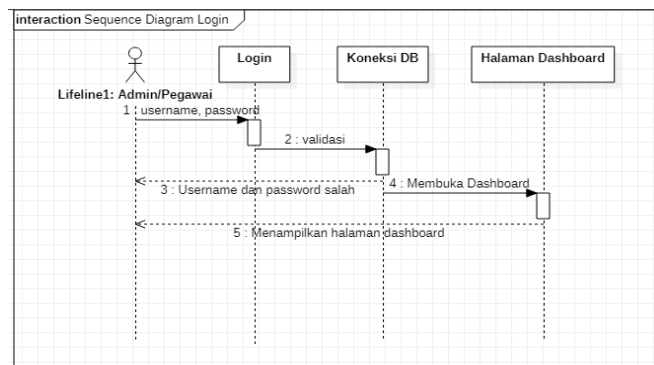 interaction Sequence Diagram Login
Login
Koneksi DB
Halaman Dashboard
Lifeline1: Admin/Pegawai
1 : username, password
2 : validasi
3 : Username dan password salah
4 : Membuka Dashboard
5 : Menampilkan halaman dashboard